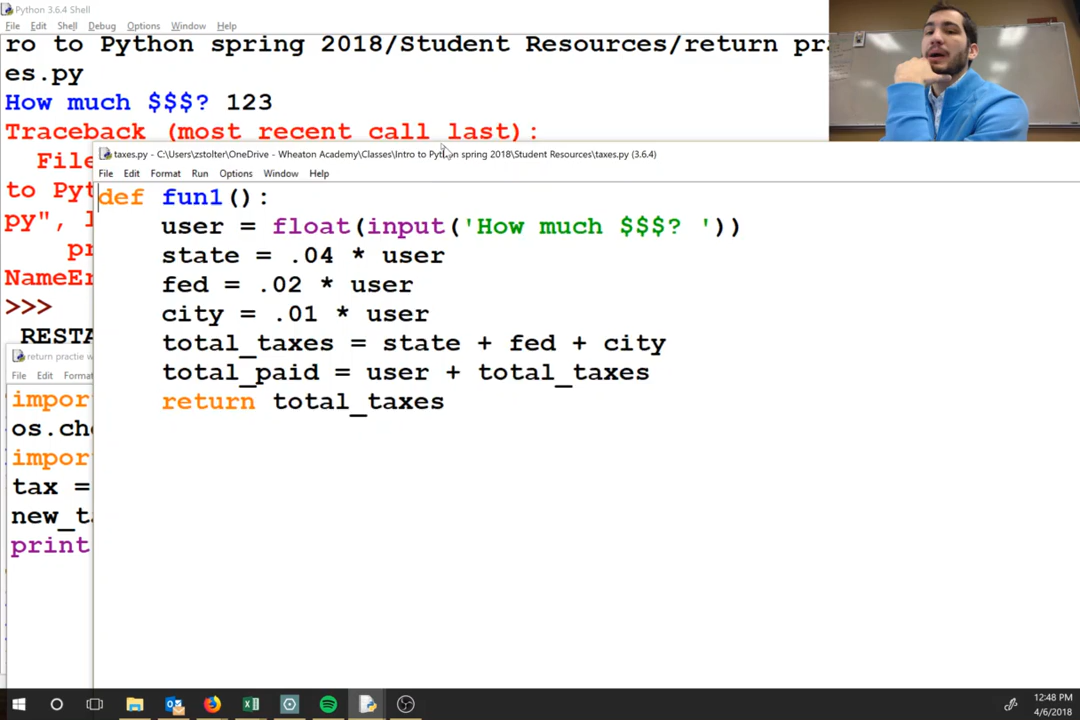 Python 3.6.4 Shell
File Edit Shell Debug Options Window Help
ro to Python spring 2018/Student Resources/return pra
es.py
How much $$$? 123
Traceback (most recent call last):
File
to Pyt
py", l
pr
NameEr
>>>
RESTA
taxes.py - C:\Users\zstolter\OneDrive - Wheaton Academy\Classes\Intro to Python spring 2018\Student Resources\taxes.py (3.6.4)
File Edit Format Run Options Window Help
def fun1():
user = float(input('How much $$$? '))
state = .04 * user
fed = .02 * user
city = .01 * user
total_taxes = state + fed + city
total_paid = user + total_taxes
return total_taxes
return practie w
File Edit Format
impor
os.ch
impor
tax =
new_t
print
12:48 PM
4/6/2018